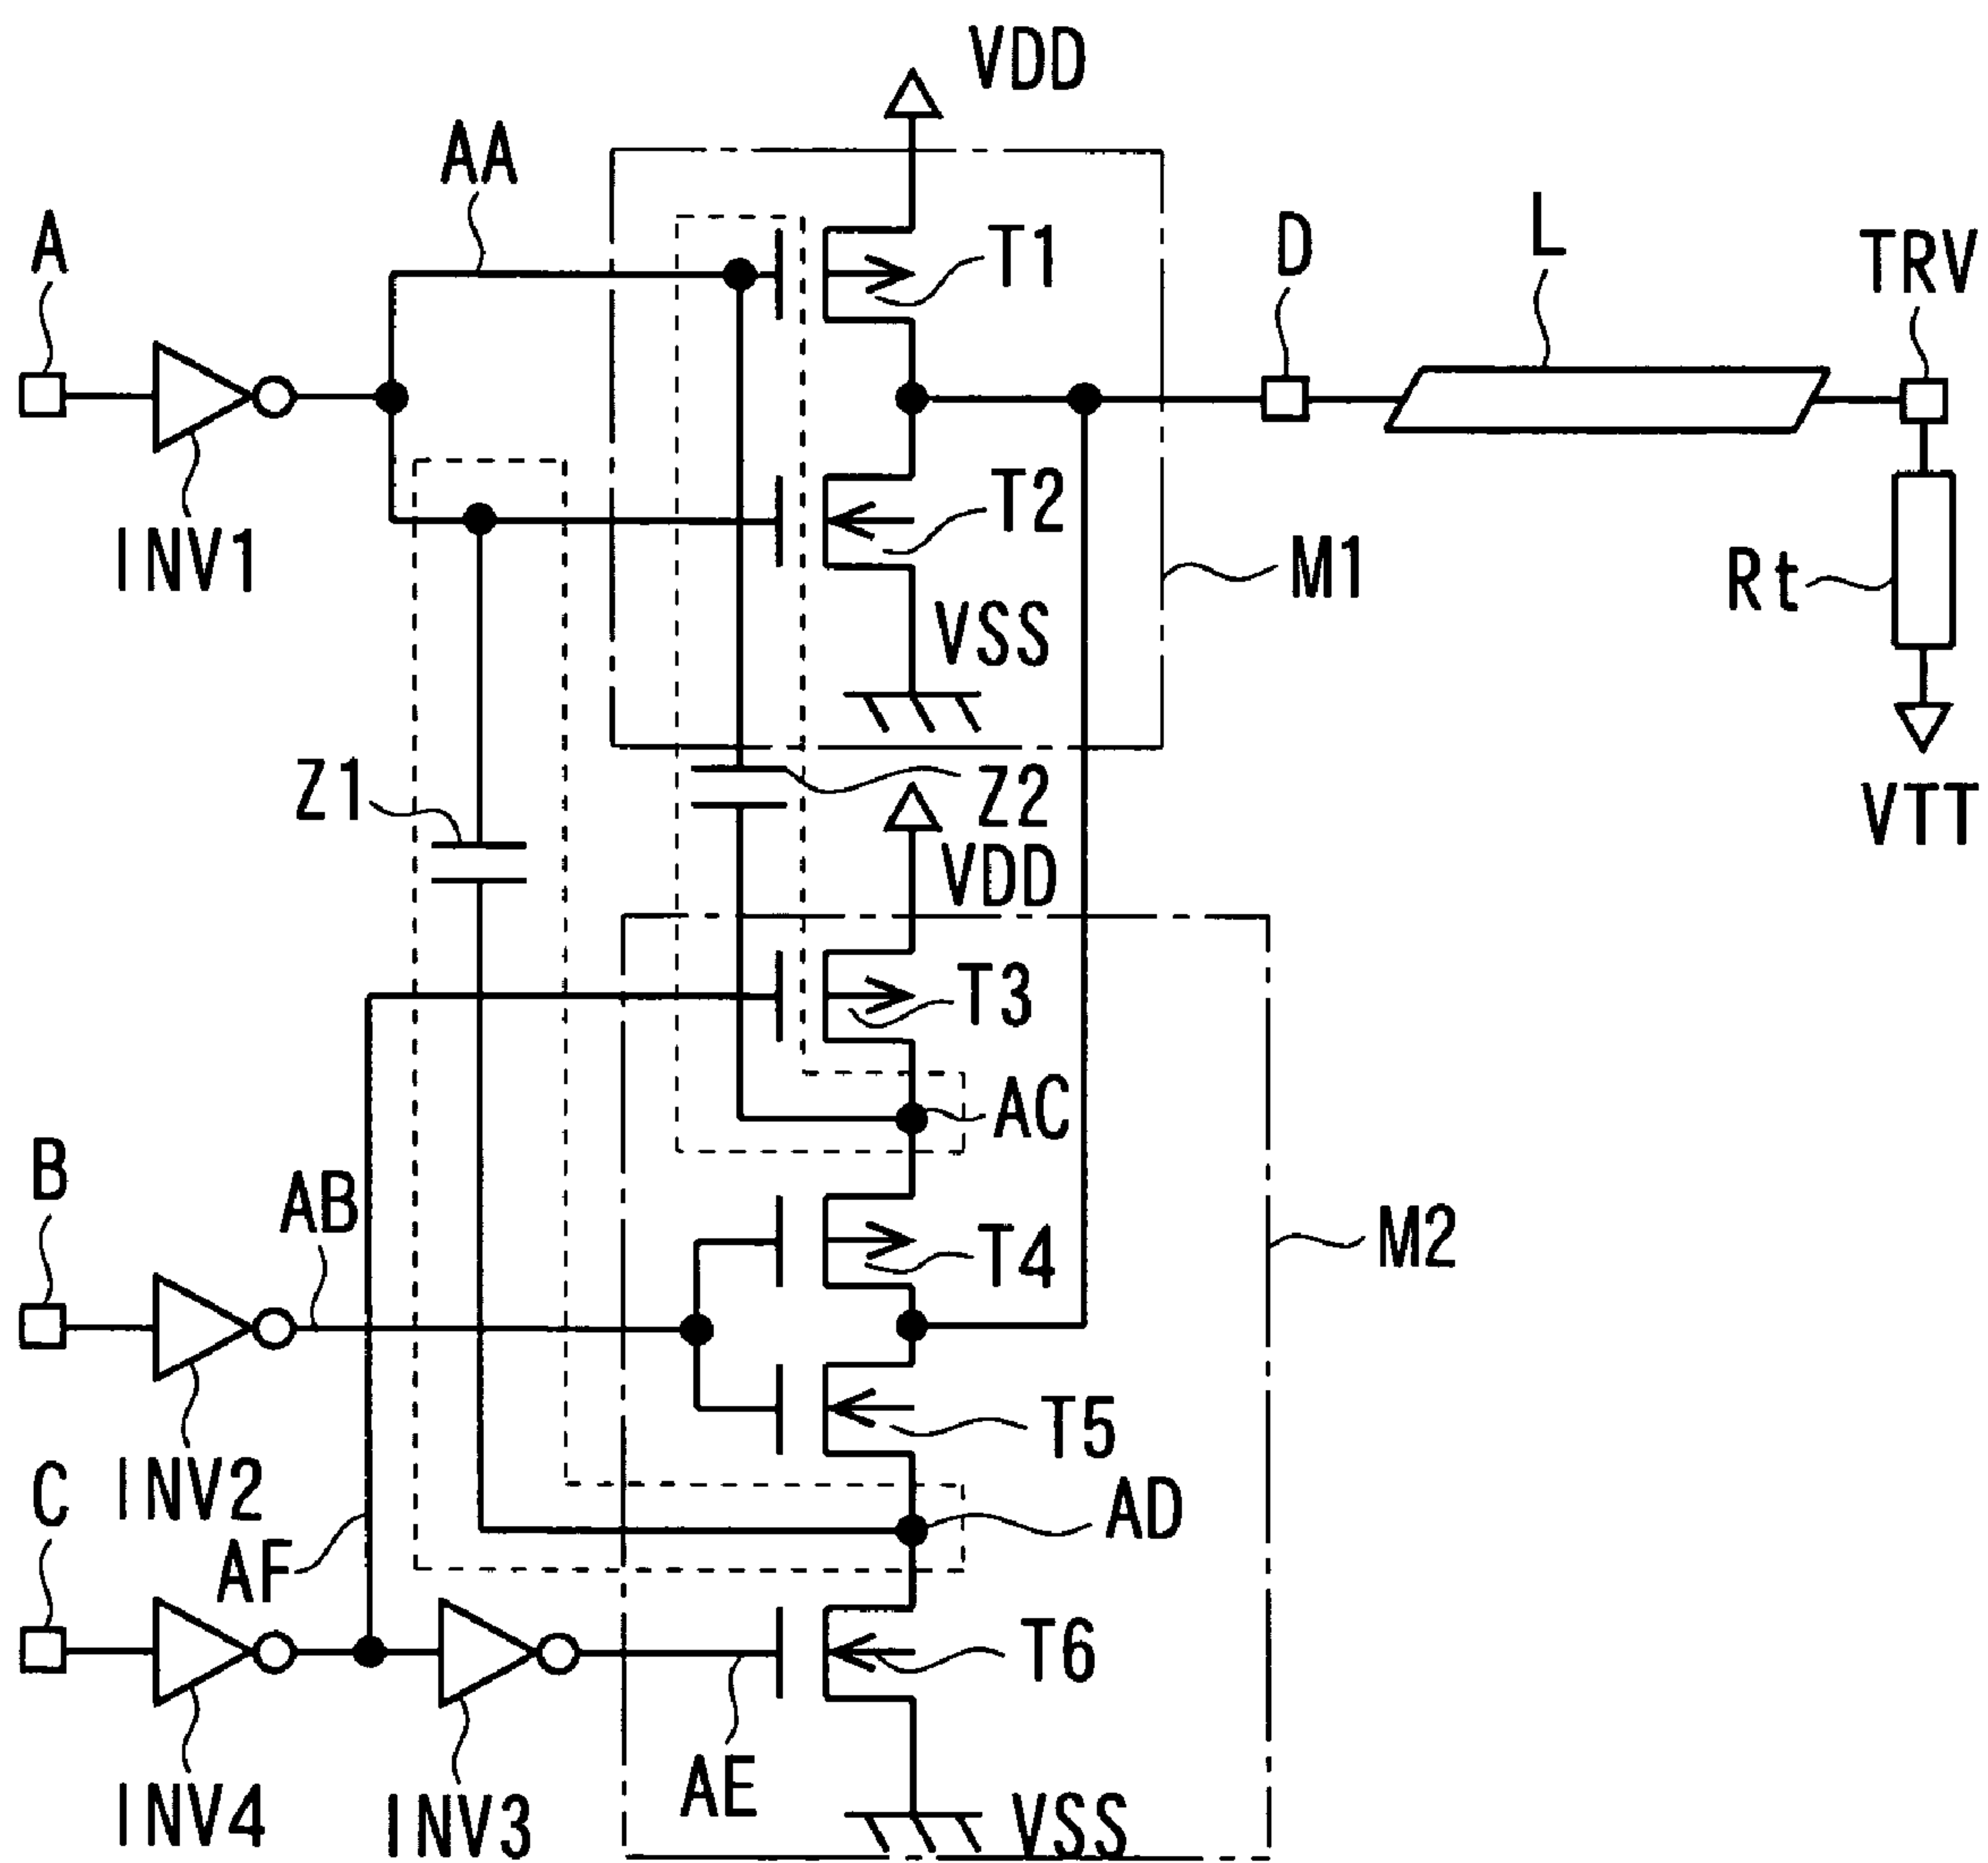 VDD
AA
A
T1
D
L
TRV
T2
INV1
M1
Rt
VSS
Z1
Z2
VTT
VDD
T3
AC
B
AB
T4
M2
T5
INV2
C
AD
AF
T6
AE
INV4
INV3
VSS